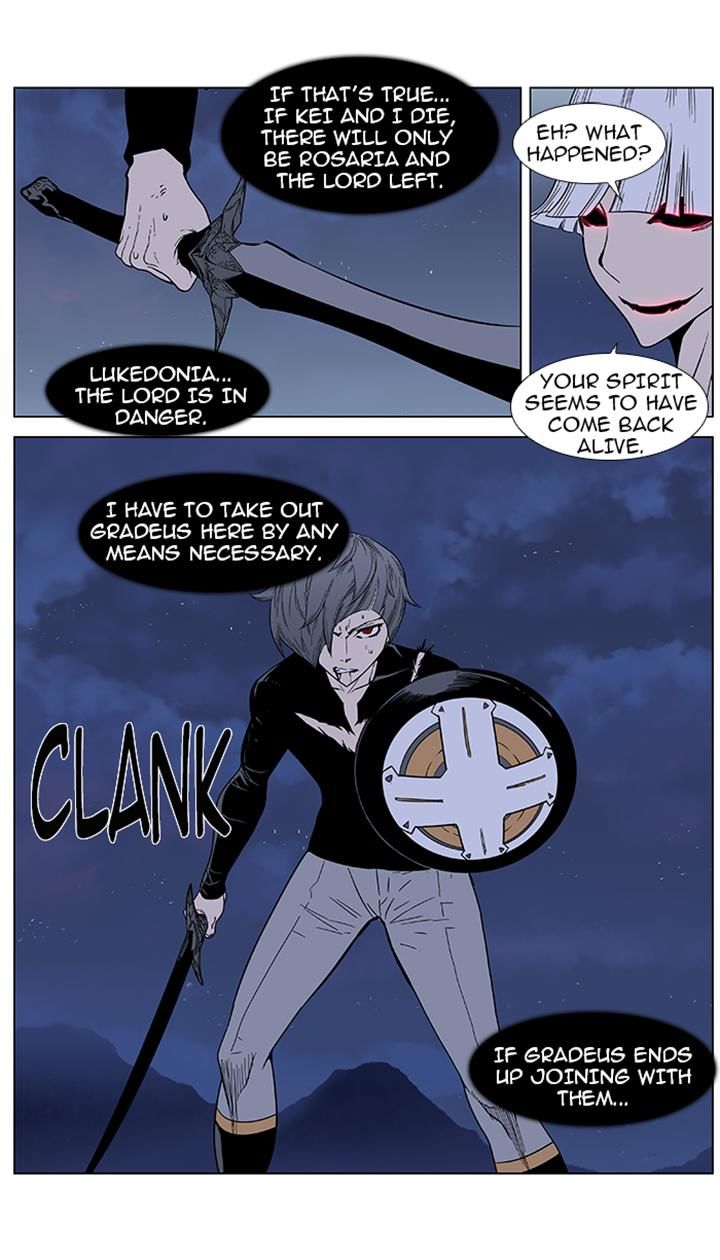 IF THAT'S TRUE...
IF KEI AND I DIE,
THERE WILL ONLY
BE ROSARIA AND
THE LORD LEFT.
LUKEDONIA...
THE LORD IS IN
DANGER.
EH? WHAT
HAPPENED?
YOUR SPIRIT
SEEMS TO HAVE
COME BACK
ALIVE.
I HAVE TO TAKE OUT
GRADEUS HERE BY ANY
MEANS NECESSARY.
CLANK
IF GRADEUS ENDS
UP JOINING WITH
THEM...